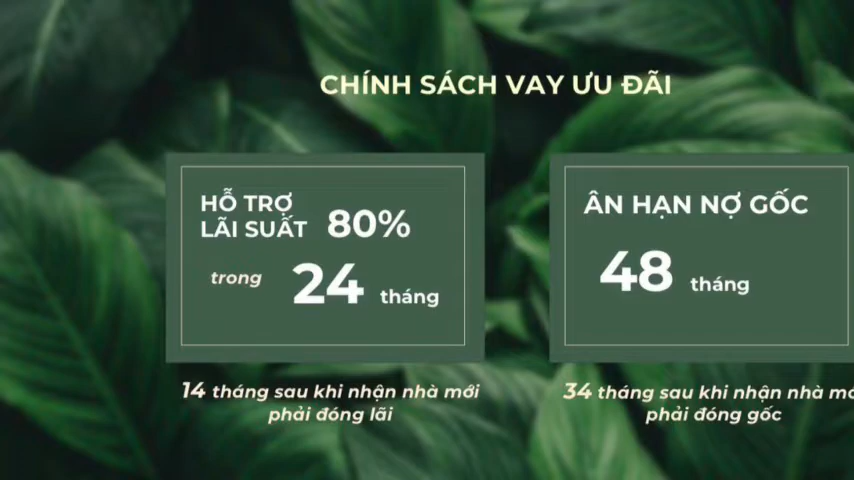 CHÍNH SÁCH VAY ƯU ĐÃI
HỖ TRỢ
LÃI SUẤT 80%
trong 24 tháng
14 tháng sau khi nhận nhà mới
phải đóng lãi
ÂN HẠN NỢ GỐC
48 tháng
34 tháng sau khi nhận nhà
phải đóng gốc